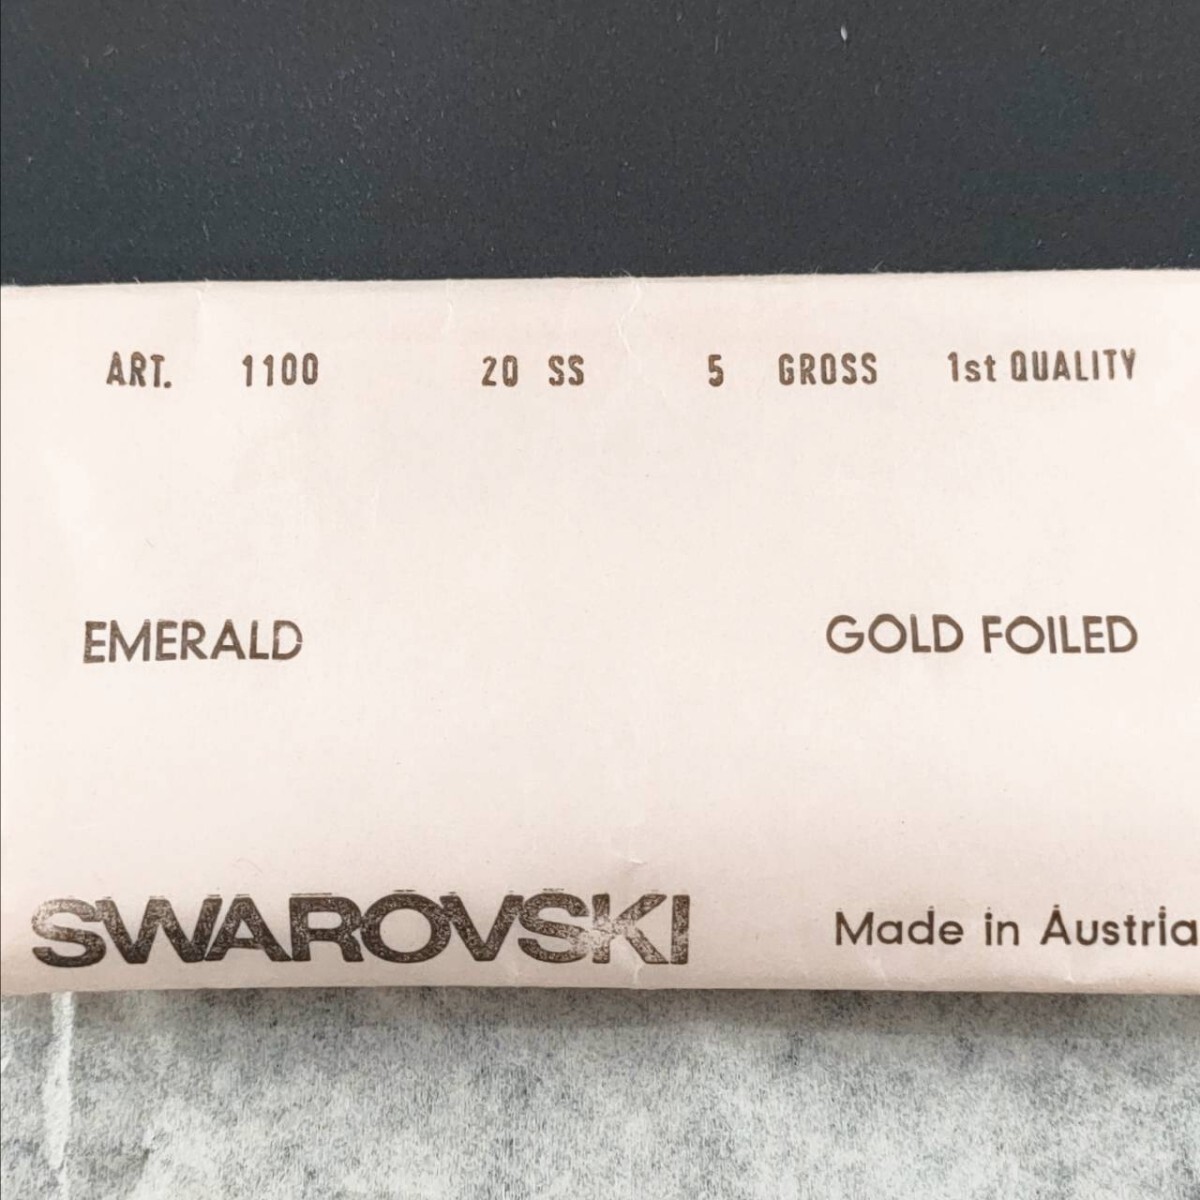 ART. 1100 20 SS 5 GROSS 1st QUALITY
EMERALD GOLD FOILED
SWAROVSKI Made in Austria